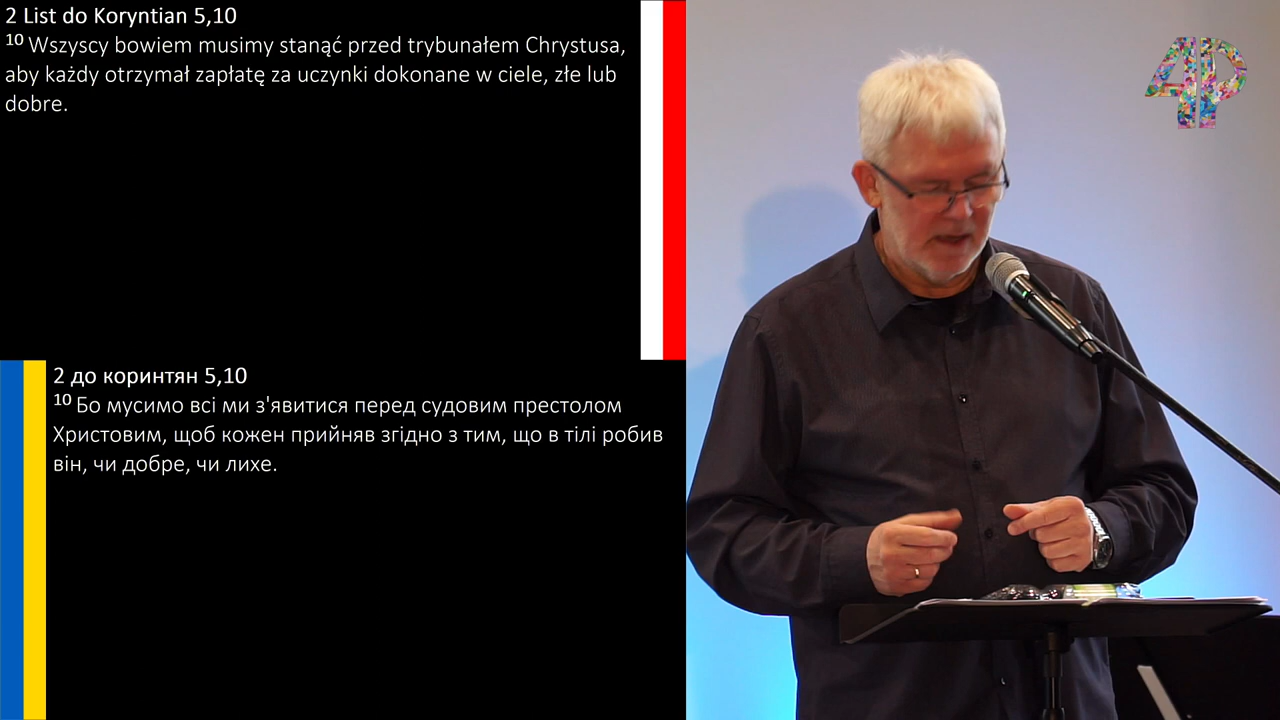 2 List do Koryntian 5,10
10 Wszyscy bowiem musimy stanąć przed trybunałem Chrystusa,
aby każdy otrzymał zapłatę za uczynki dokonane w ciele, złe lub
dobre.
4P
2 до коринтян 5,10
10 Бо мусимо всі ми з'явитися перед судовим престолом
Христовим, щоб кожен прийняв згідно з тим, що в тілі робив
він, чи добре, чи лихе.